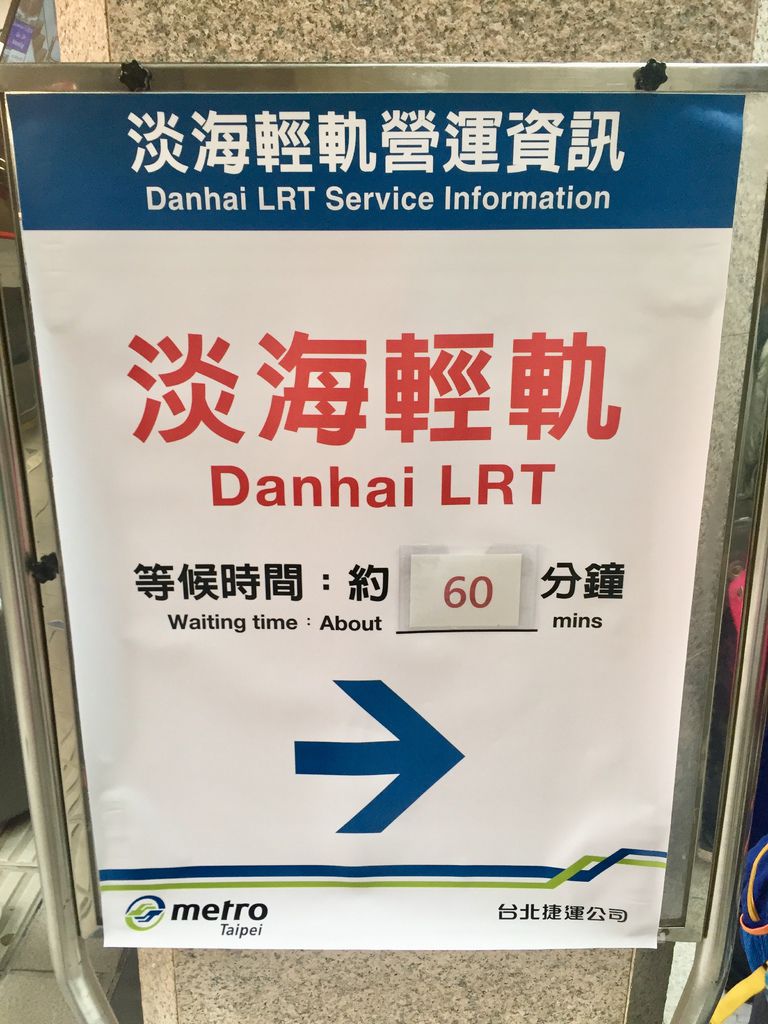 淡海輕軌營運資訊
Danhai LRT Service Information
淡海輕軌
Danhai LRT
等候時間：約 60 分鐘
Waiting time：About mins
metro
Taipei
台北捷運公司